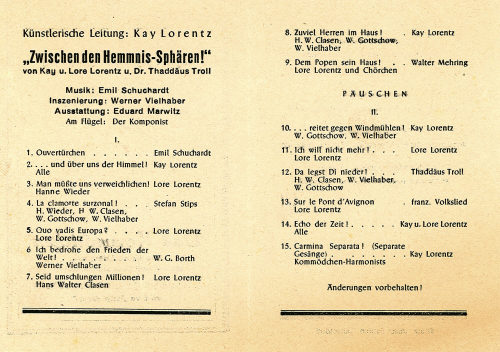 Künstlerische Leitung: Kay Lorentz
„Zwischen den Hemmnis-Sphären!"
von Kay u. Lore Lorentz u. Dr. Thaddäus Troll
Musik: Emil Schuchardt
Inszenierung: Werner Vielhaber
Ausstattung: Eduard Marwitz
Am Flügel: Der Komponist
I.
1. Ouvertürchen . . . . . . Emil Schuchardt
2. . . . und über uns der Himmel! Kay Lorentz
Alle
3. Man müßte uns verweichlichen! Lore Lorentz
Hanne Wieder
4. La clamorte surzonal! . . . Stefan Stips
H. Wieder, H. W. Clasen,
W. Gottschow, W. Vielhaber
5. Quo vadis Europa? . . . . Lore Lorentz
Lore Lorentz
6 Ich bedrohe den Frieden der
Welt! . . . . . . . . . W. G. Borth
Werner Vielhaber
7. Seid umschlungen Millionen! Lore Lorentz
Hans Walter Clasen
8. Zuviel Herren im Haus! . Kay Lorentz
H. W. Clasen, W. Gottschow, W.
W. Vielhaber
9. Dem Popen sein Haus! . . Walter Mehring
Lore Lorentz und Chörchen
PÄUSCHEN
II.
10. . . . reitet gegen Windmühlen! Kay Lorentz
W. Gottschow, W. Vielhaber
11. Ich will nicht mehr! . . Lore Lorentz
Lore Lorentz
12. Da legst Di nieder! . . . Thaddäus Troll
H. W. Clasen, W. Vielhaber,
W. Gottschow
13. Sur le Pont d'Avignon . franz. Volkslied
Lore Lorentz
14. Echo der Zeit! . . Kay u. Lore Lorentz
Alle
15. Carmina Separata! (Separate
Gesänge) . . . . . . . Kay Lorentz
Kommödchen-Harmonists
Änderungen vorbehalten!